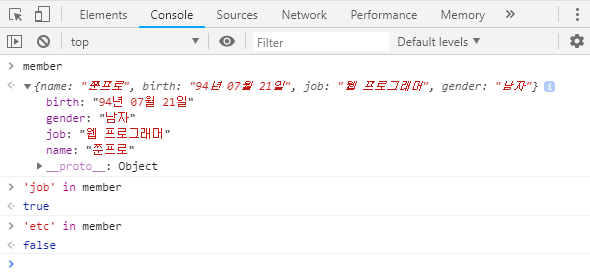 Elements Console Sources Network Performance Memory »
top Filter Default levels ▼
> member
{name: "쭌프로", birth: "94년 07월 21일", job: "웹 프로그래머", gender: "남자"}
birth: "94년 07월 21일"
gender: "남자"
job: "웹 프로그래머"
name: "쭌프로"
__proto__: Object
> 'job' in member
true
> 'etc' in member
false
>